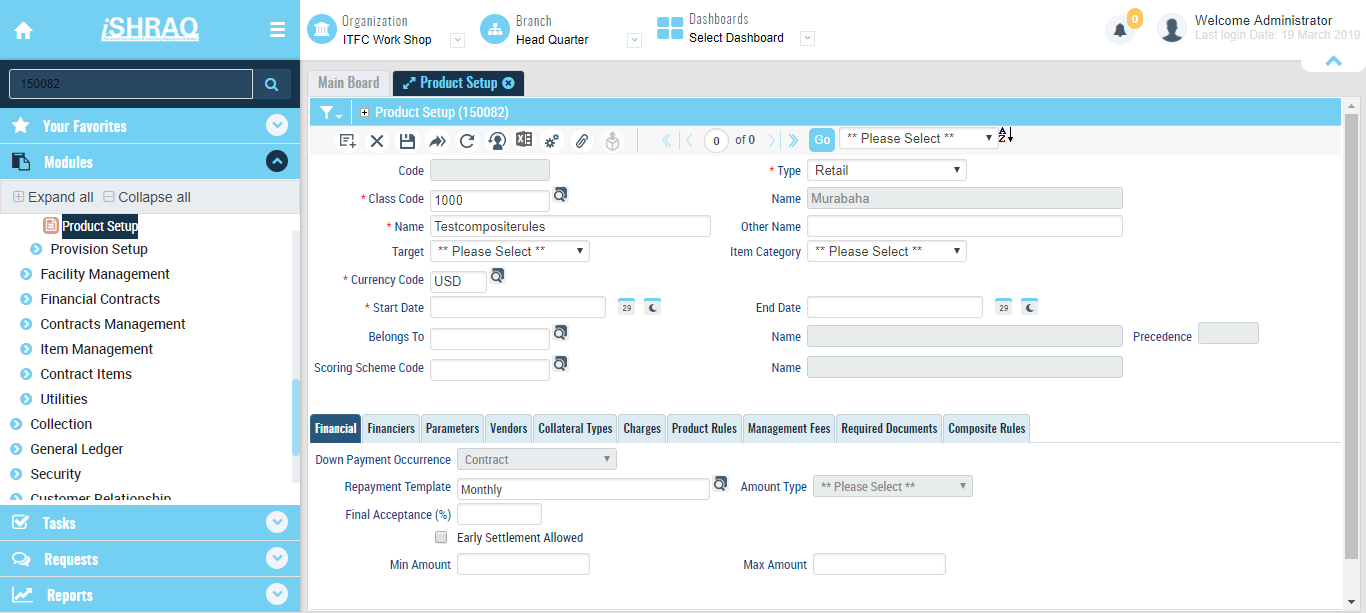 iSHRAQ
Organization
ITFC Work Shop
Branch
Head Quarter
Dashboards
Select Dashboard
0
Welcome Administrator
Last login Date: 19 March 2019
150082
Your Favorites
Modules
Expand all
Collapse all
Product Setup
Provision Setup
Facility Management
Financial Contracts
Contracts Management
Item Management
Contract Items
Utilities
Collection
General Ledger
Security
Customer Relationship
Tasks
Requests
Reports
Main Board
Product Setup
Product Setup (150082)
0 of 0
Go
** Please Select **
Code
* Type Retail
* Class Code 1000
Name Murabaha
* Name Testcompositerules
Other Name
Target ** Please Select **
Item Category ** Please Select **
* Currency Code USD
* Start Date 29
End Date 29
Belongs To
Name
Precedence
Scoring Scheme Code
Name
Financial Financiers Parameters Vendors Collateral Types Charges Product Rules Management Fees Required Documents Composite Rules
Down Payment Occurrence Contract
Repayment Template Monthly
Amount Type ** Please Select **
Final Acceptance (%)
Early Settlement Allowed
Min Amount
Max Amount